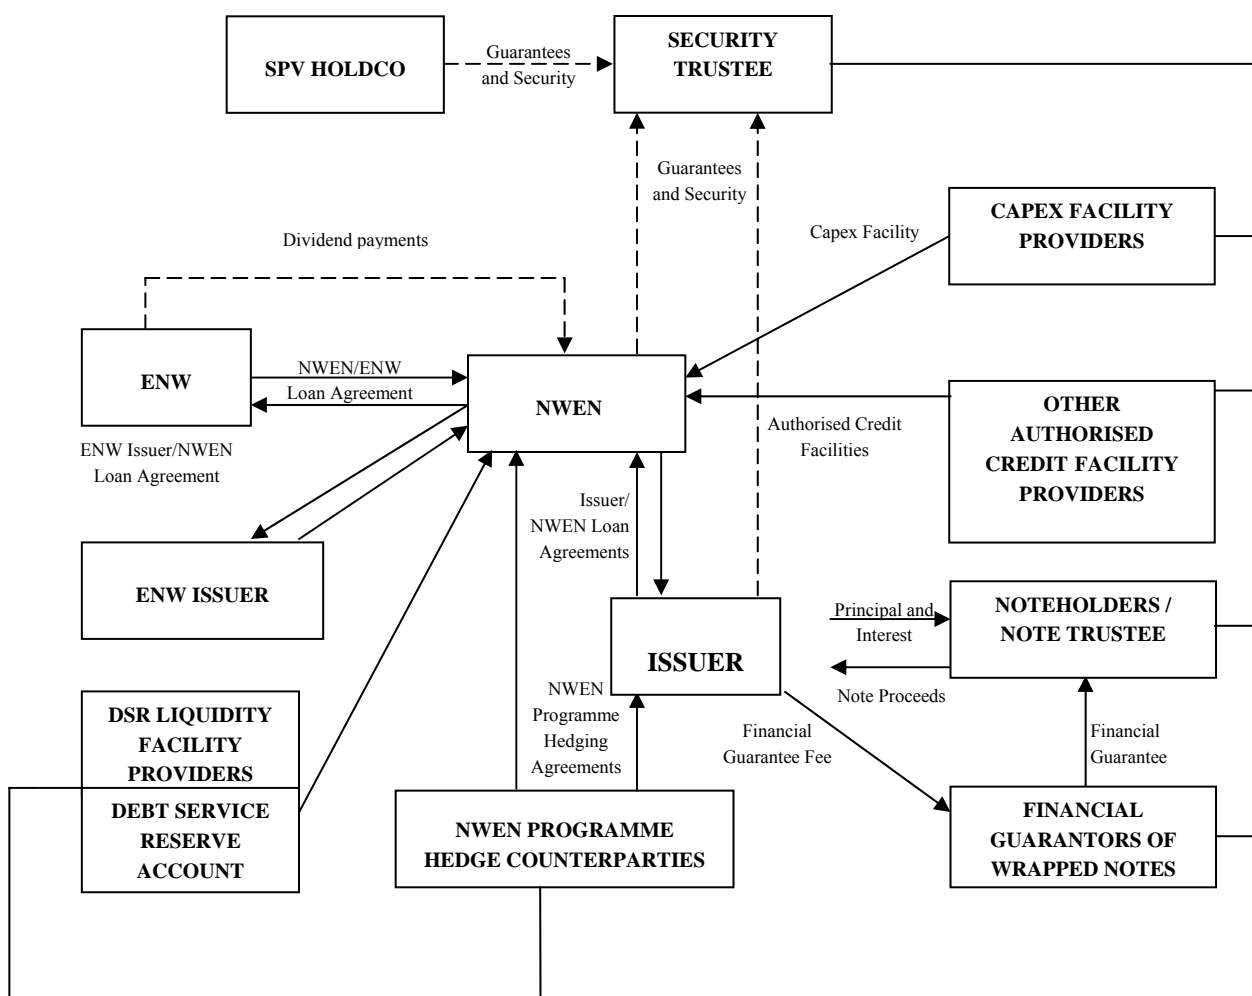 SPV HOLDCO
Guarantees
and Security
SECURITY
TRUSTEE
Guarantees
and Security
CAPEX FACILITY
PROVIDERS
Capex Facility
Dividend payments
ENW
NWEN/ENW
Loan Agreement
NWEN
Authorised Credit
Facilities
OTHER
AUTHORISED
CREDIT FACILITY
PROVIDERS
ENW Issuer/NWEN
Loan Agreement
Issuer/
NWEN Loan
Agreements
ENW ISSUER
ISSUER
Principal and
Interest
NOTEHOLDERS /
NOTE TRUSTEE
Note Proceeds
DSR LIQUIDITY
FACILITY
PROVIDERS
DEBT SERVICE
RESERVE
ACCOUNT
NWEN
Programme
Hedging
Agreements
Financial
Guarantee Fee
Financial
Guarantee
NWEN PROGRAMME
HEDGE COUNTERPARTIES
FINANCIAL
GUARANTORS OF
WRAPPED NOTES